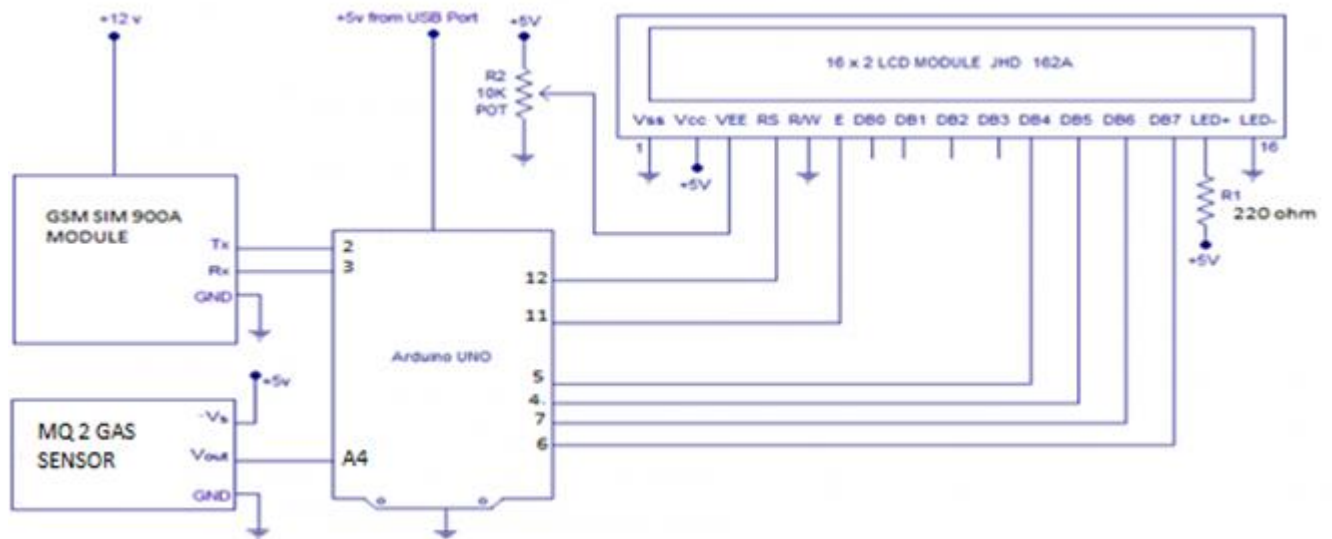 +12 v
+5v from USB Port
+5V
R2
10K
POT
16 x 2 LCD MODULE JHD 162A
Vss Vcc VEE RS R/W E DB0 DB1 DB2 DB3 DB4 DB5 DB6 DB7 LED+ LED-
1
16
+5V
R1
220 ohm
+5V
GSM SIM 900A
MODULE
Tx
Rx
GND
2
3
12
11
Arduino UNO
5
4.
7
6
+5v
MQ 2 GAS
SENSOR
-Vs
Vout
GND
A4